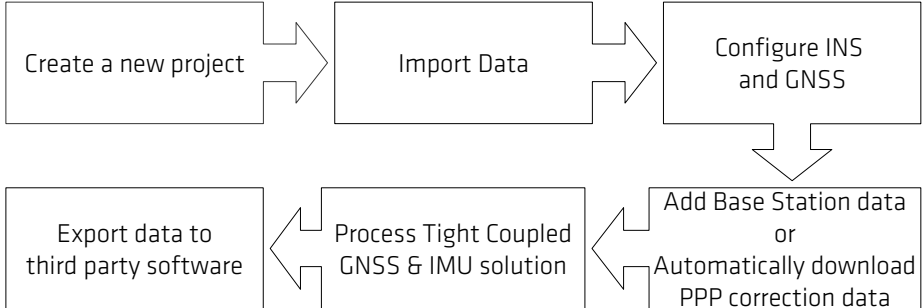 Create a new project
Import Data
Configure INS
and GNSS
Add Base Station data
or
Automatically download
PPP correction data
Process Tight Coupled
GNSS & IMU solution
Export data to
third party software